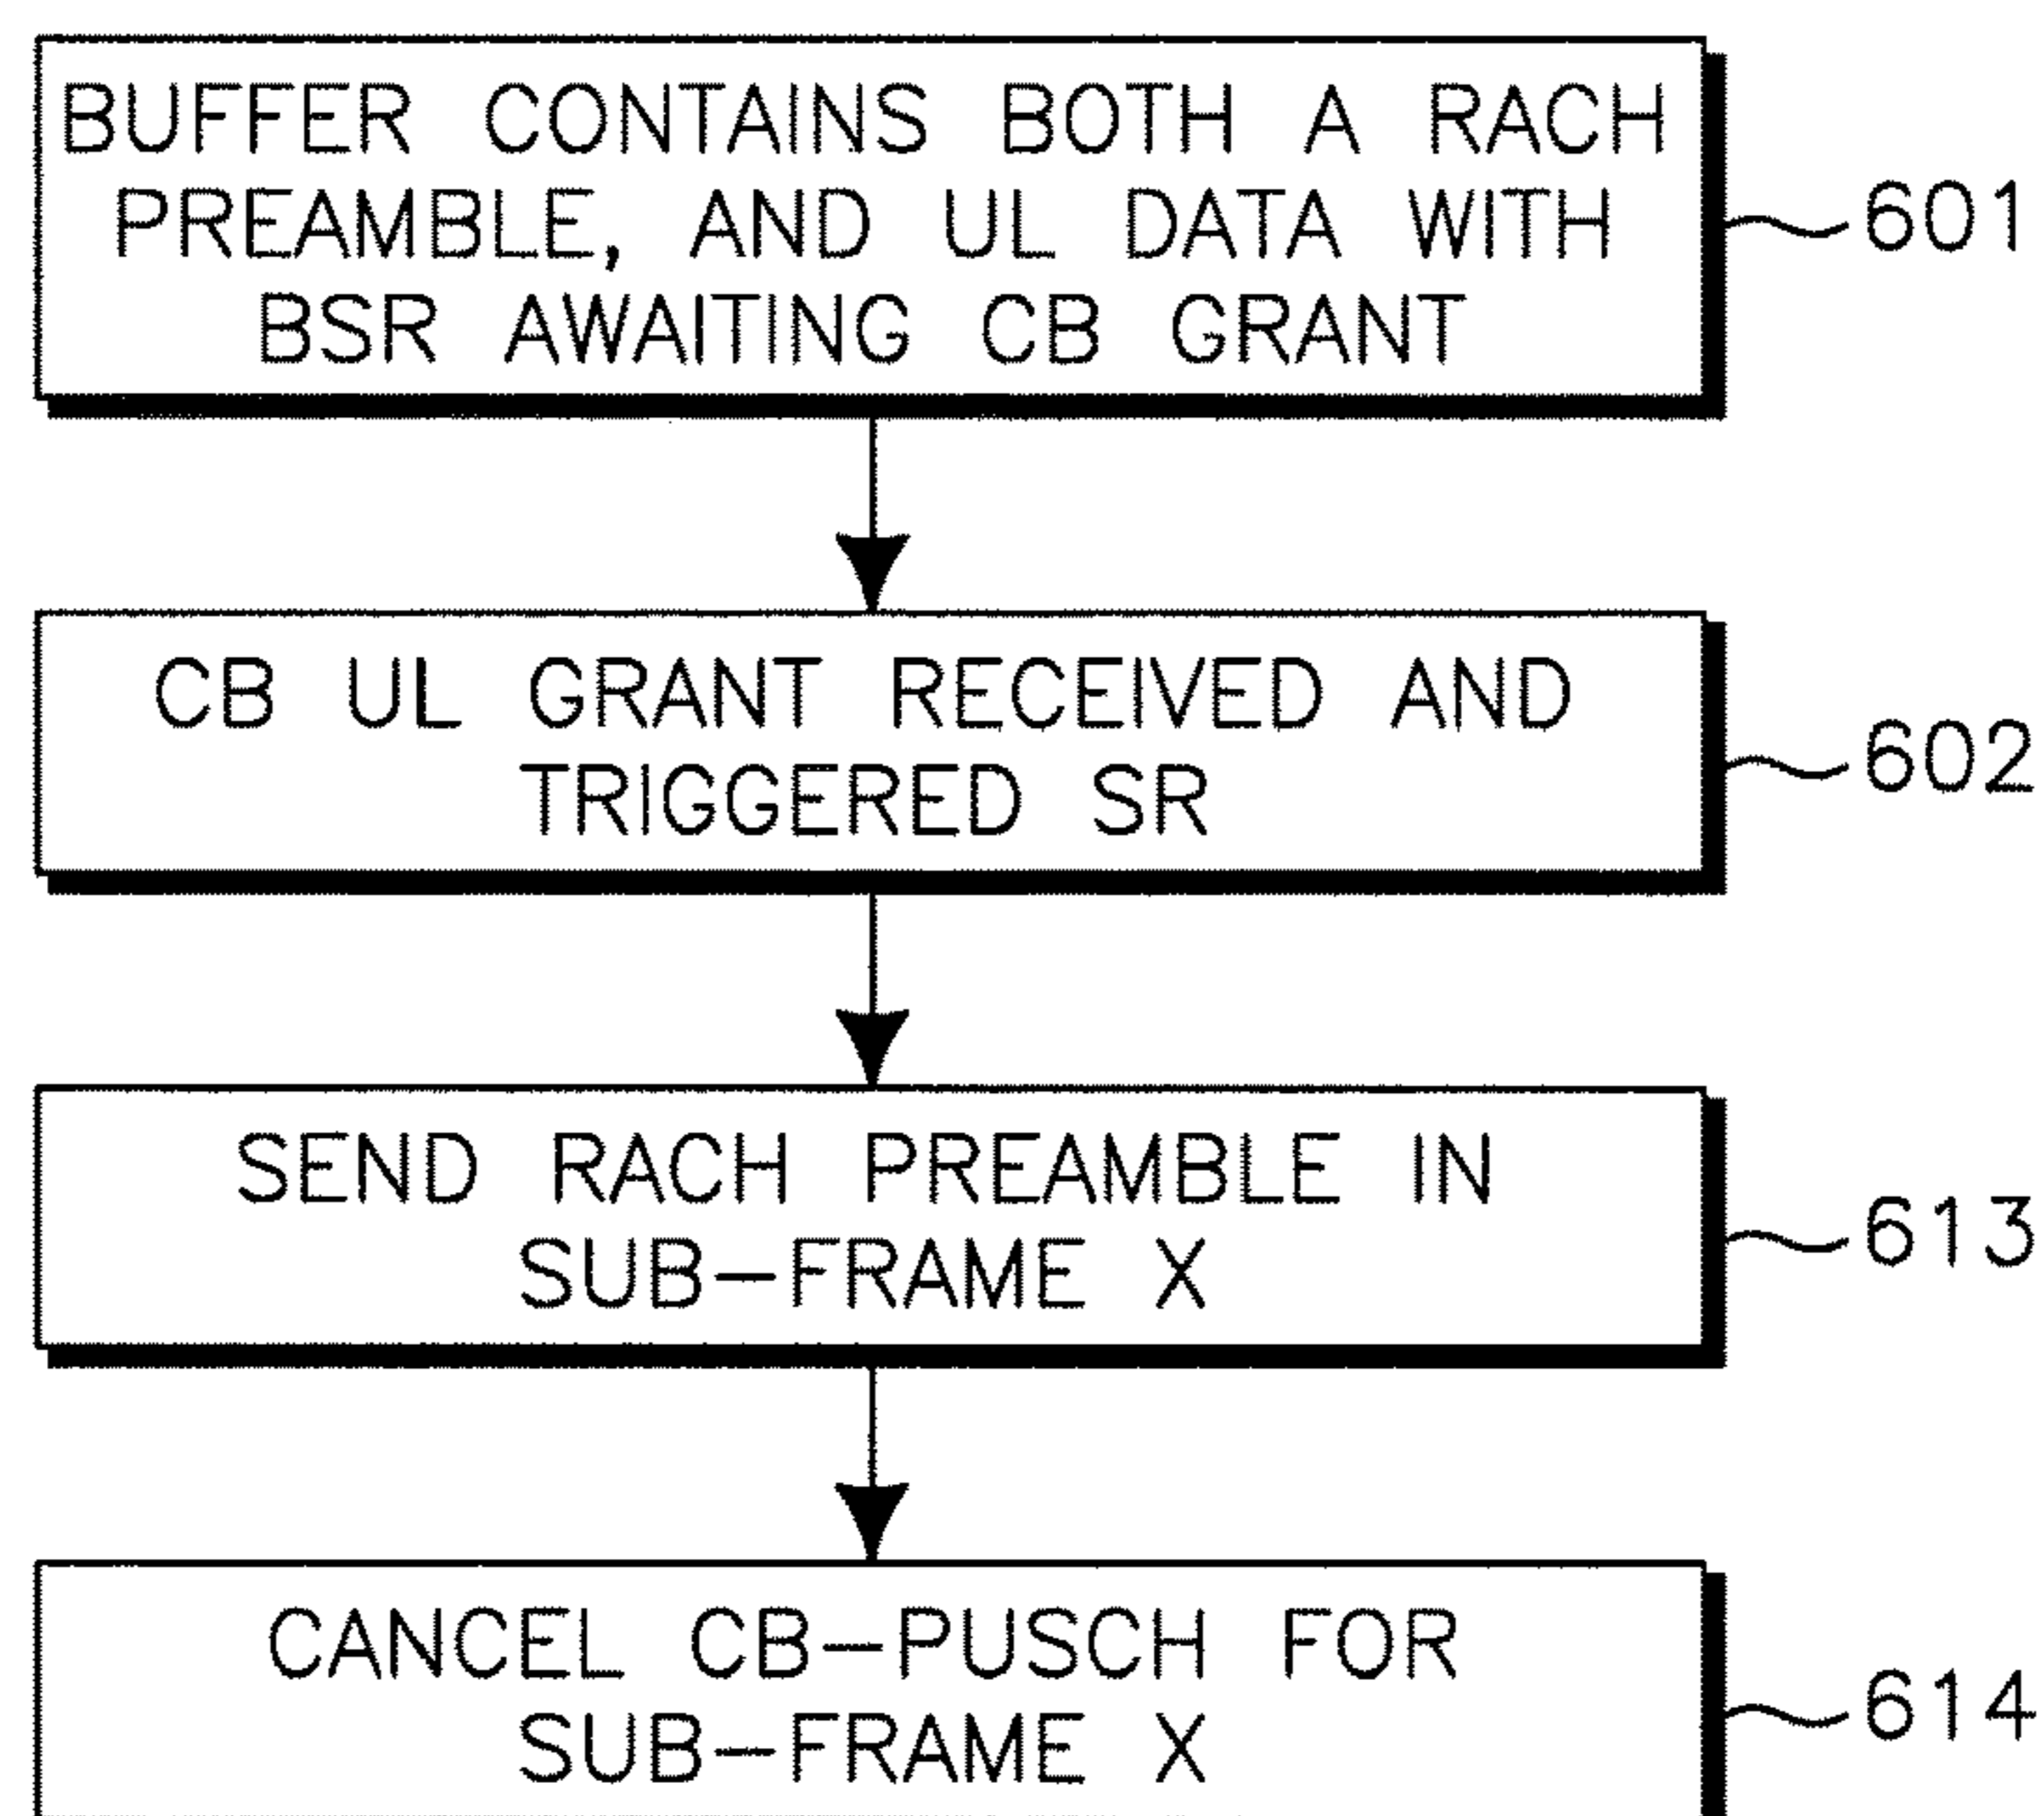 BUFFER CONTAINS BOTH A RACH
PREAMBLE, AND UL DATA WITH
BSR AWAITING CB GRANT
601
CB UL GRANT RECEIVED AND
TRIGGERED SR
602
SEND RACH PREAMBLE IN
SUB-FRAME X
613
CANCEL CB-PUSCH FOR
SUB-FRAME X
614